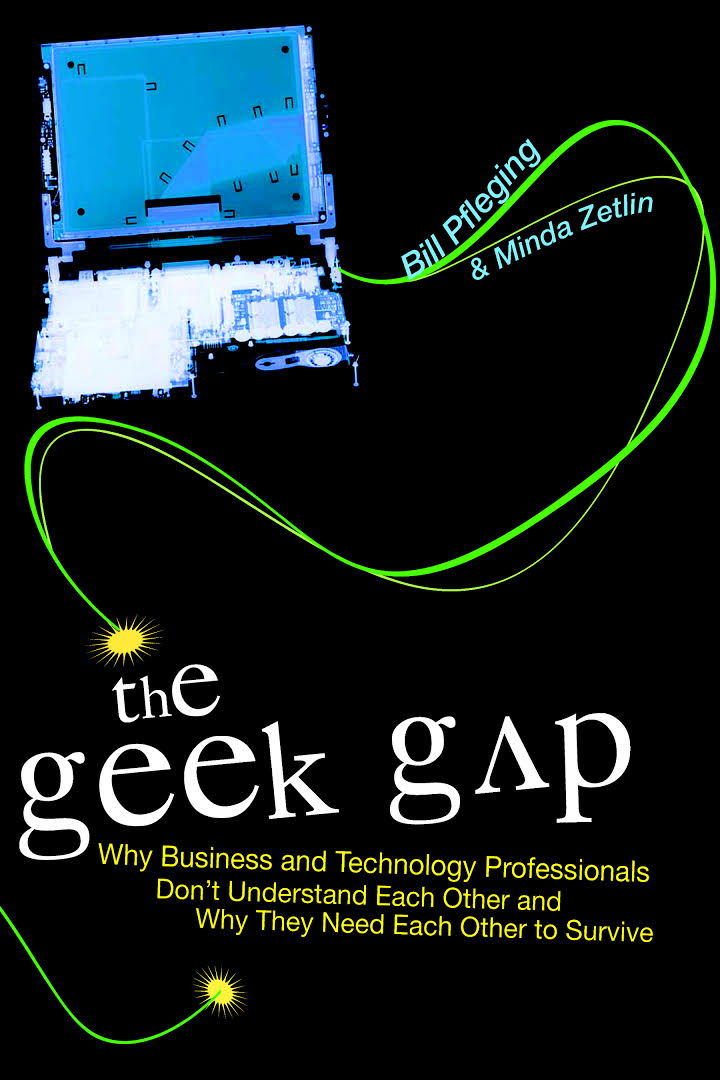 Bill Pfleging
& Minda Zetlin
the
geek gʌp
Why Business and Technology Professionals
Don't Understand Each Other and
Why They Need Each Other to Survive